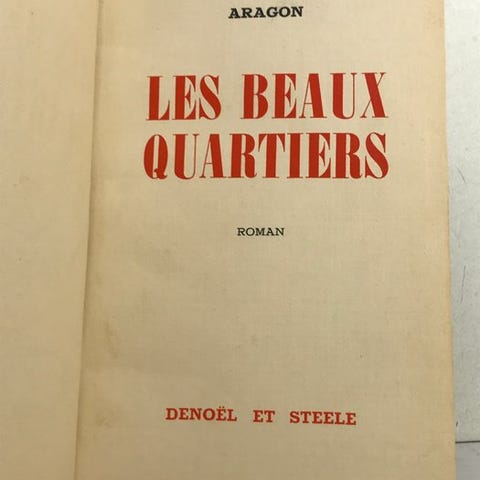 ARAGON
LES BEAUX
QUARTIERS
ROMAN
DENOËL ET STEELE